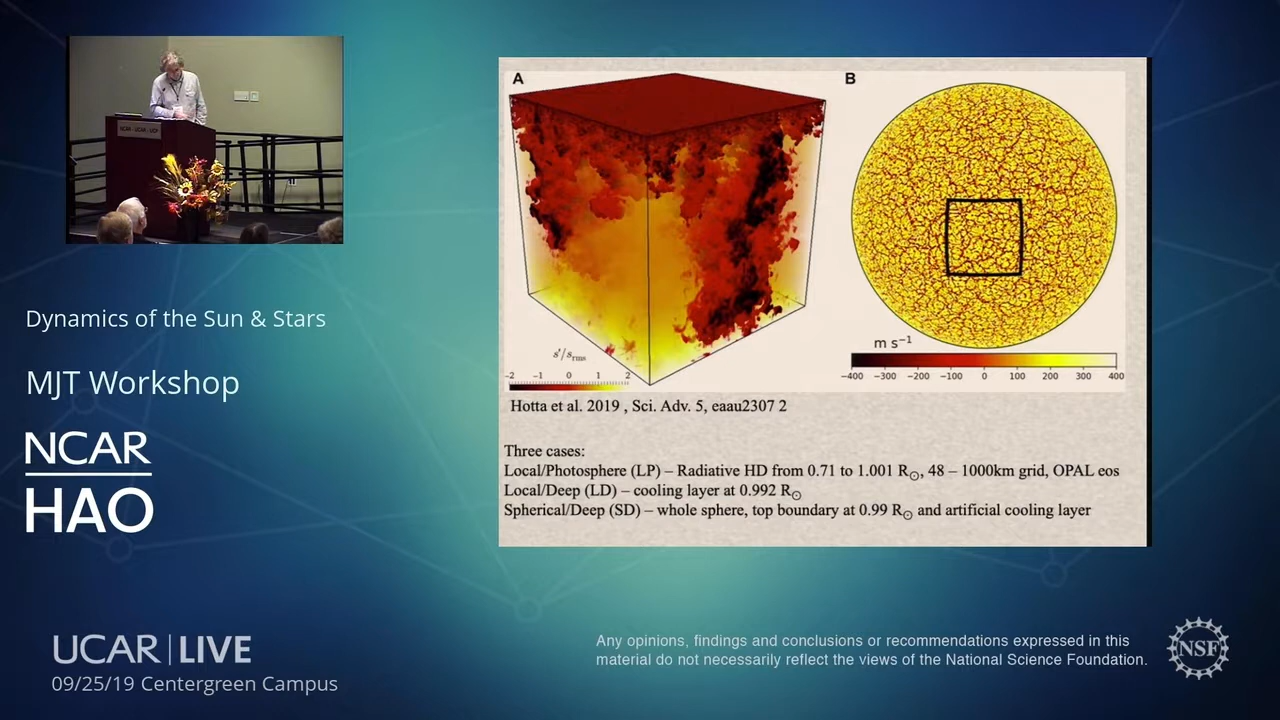 Dynamics of the Sun & Stars
MJT Workshop
NCAR
HAO
UCAR | LIVE
09/25/19 Centergreen Campus
A
B
s'/s_rms
-2 -1 0 1 2
m s⁻¹
−400 −300 −200 −100 0 100 200 300 400
Hotta et al. 2019 , Sci. Adv. 5, eaau2307 2
Three cases:
Local/Photosphere (LP) – Radiative HD from 0.71 to 1.001 R☉, 48 – 1000km grid, OPAL eos
Local/Deep (LD) – cooling layer at 0.992 R☉
Spherical/Deep (SD) – whole sphere, top boundary at 0.99 R☉ and artificial cooling layer
Any opinions, findings and conclusions or recommendations expressed in this
material do not necessarily reflect the views of the National Science Foundation.
NSF